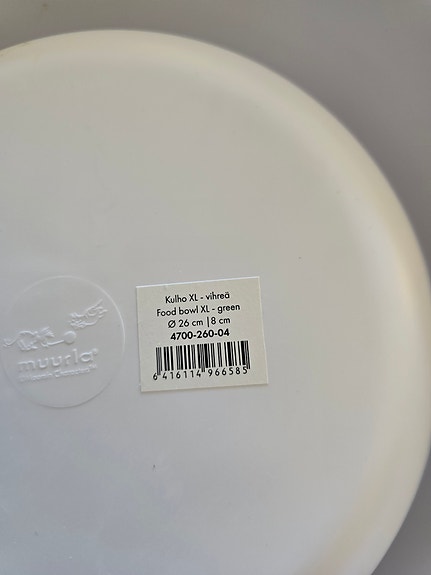 muurla
Kulho XL - vihreä
Food bowl XL - green
Ø 26 cm | 8 cm
4700-260-04
6 416114 966585